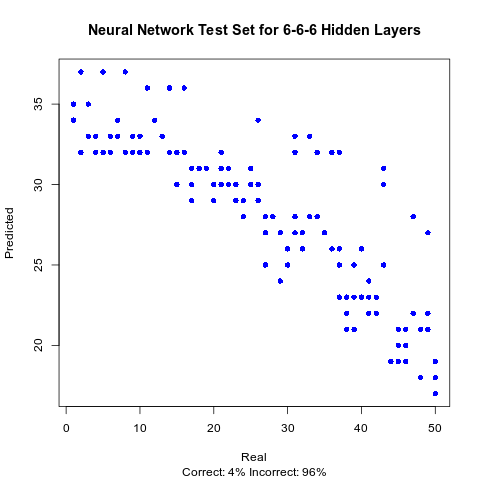 Neural Network Test Set for 6-6-6 Hidden Layers
Predicted
35
30
25
20
0 10 20 30 40 50
Real
Correct: 4% Incorrect: 96%